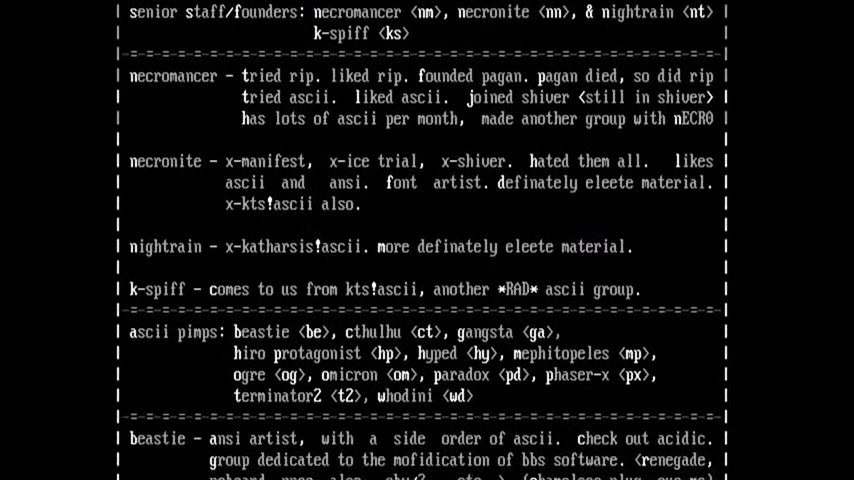 senior staff/founders: necromancer <nm>, necronite <nn>, & nightrain <nt>
k-spiff <ks>
necromancer - tried rip. liked rip. founded pagan. pagan died, so did rip
tried ascii. liked ascii. joined shiver <still in shiver>
has lots of ascii per month, made another group with nECR0
necronite - x-manifest, x-ice trial, x-shiver. hated them all. likes
ascii and ansi. font artist. definately eleete material.
x-kts!ascii also.
nightrain - x-katharsis!ascii. more definately eleete material.
k-spiff - comes to us from kts!ascii, another *RAD* ascii group.
ascii pimps: beastie <be>, cthulhu <ct>, gangsta <ga>,
hiro protagonist <hp>, hyped <hy>, mephitopeles <mp>,
ogre <og>, omicron <om>, paradox <pd>, phaser-x <px>,
terminator2 <t2>, whodini <wd>
beastie - ansi artist, with a side order of ascii. check out acidic.
group dedicated to the mofidication of bbs software. <renegade,